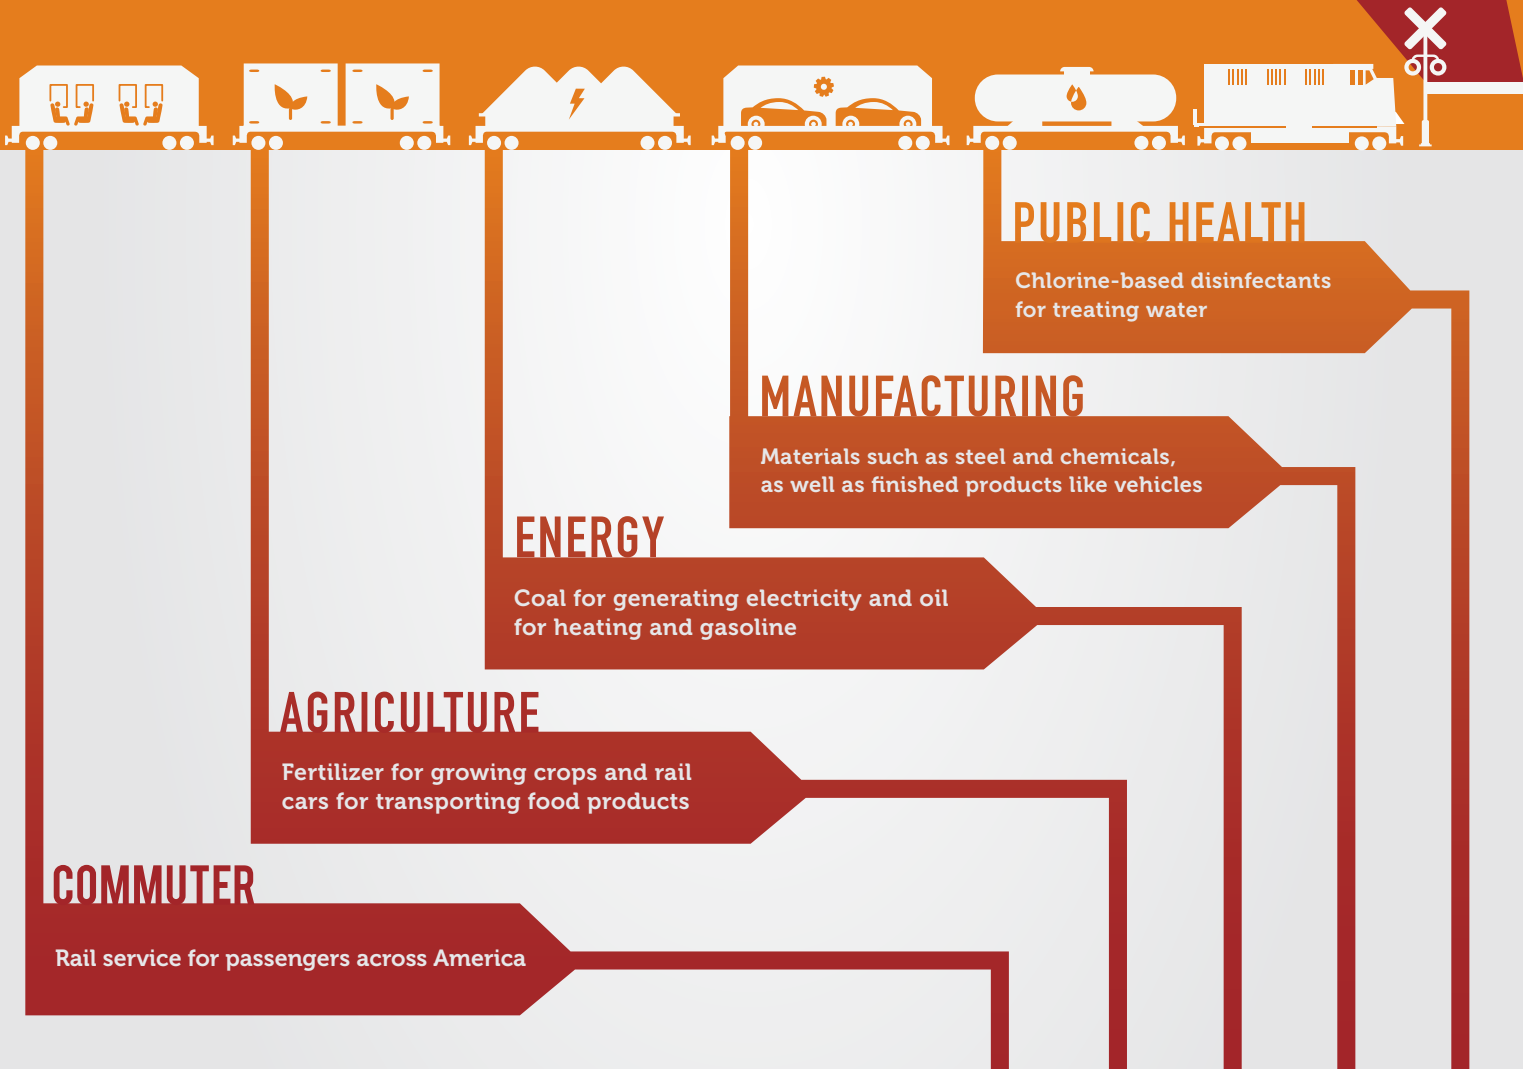 PUBLIC HEALTH
Chlorine-based disinfectants
for treating water
MANUFACTURING
Materials such as steel and chemicals,
as well as finished products like vehicles
ENERGY
Coal for generating electricity and oil
for heating and gasoline
AGRICULTURE
Fertilizer for growing crops and rail
cars for transporting food products
COMMUTER
Rail service for passengers across America